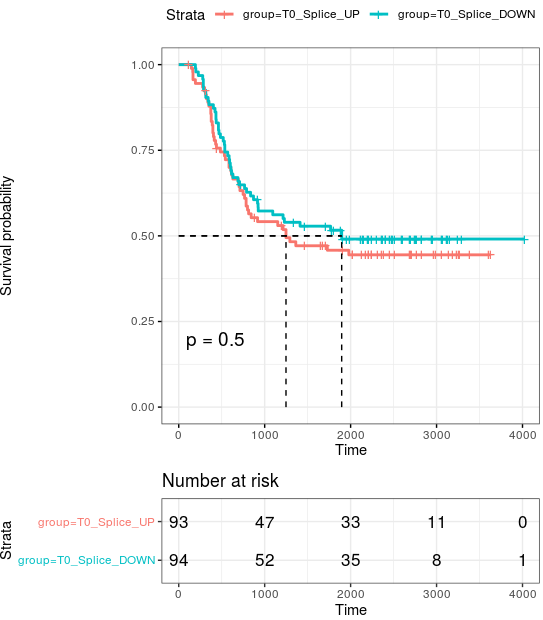 Strata group=T0_Splice_UP group=T0_Splice_DOWN
Survival probability
1.00
0.75
0.50
0.25
0.00
p = 0.5
0 1000 2000 3000 4000
Time
Number at risk
Strata
group=T0_Splice_UP 93 47 33 11 0
group=T0_Splice_DOWN 94 52 35 8 1
0 1000 2000 3000 4000
Time